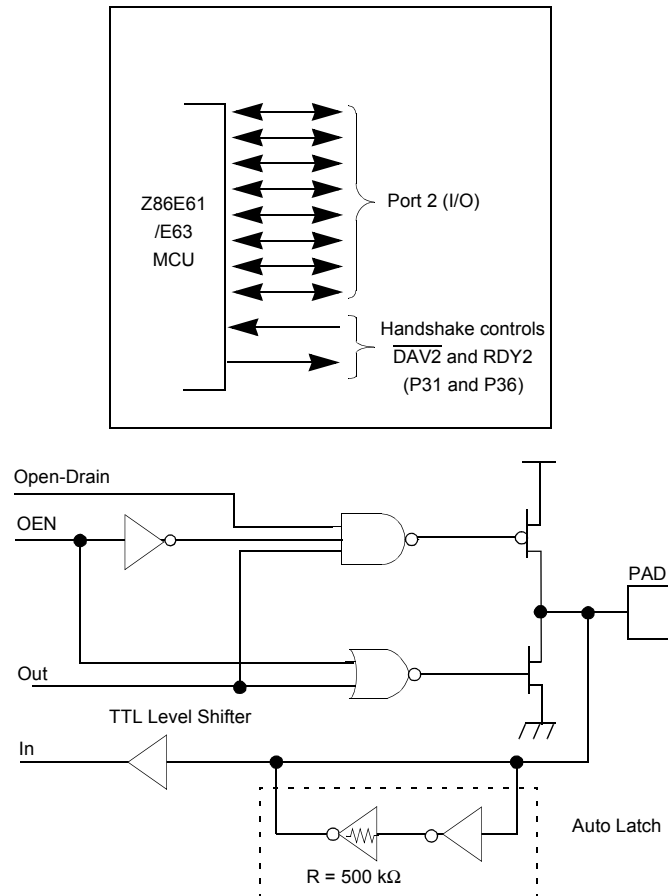 Z86E61
/E63
MCU
Port 2 (I/O)
Handshake controls
DAV2 and RDY2
(P31 and P36)
Open-Drain
OEN
PAD
Out
TTL Level Shifter
In
Auto Latch
R = 500 kΩ